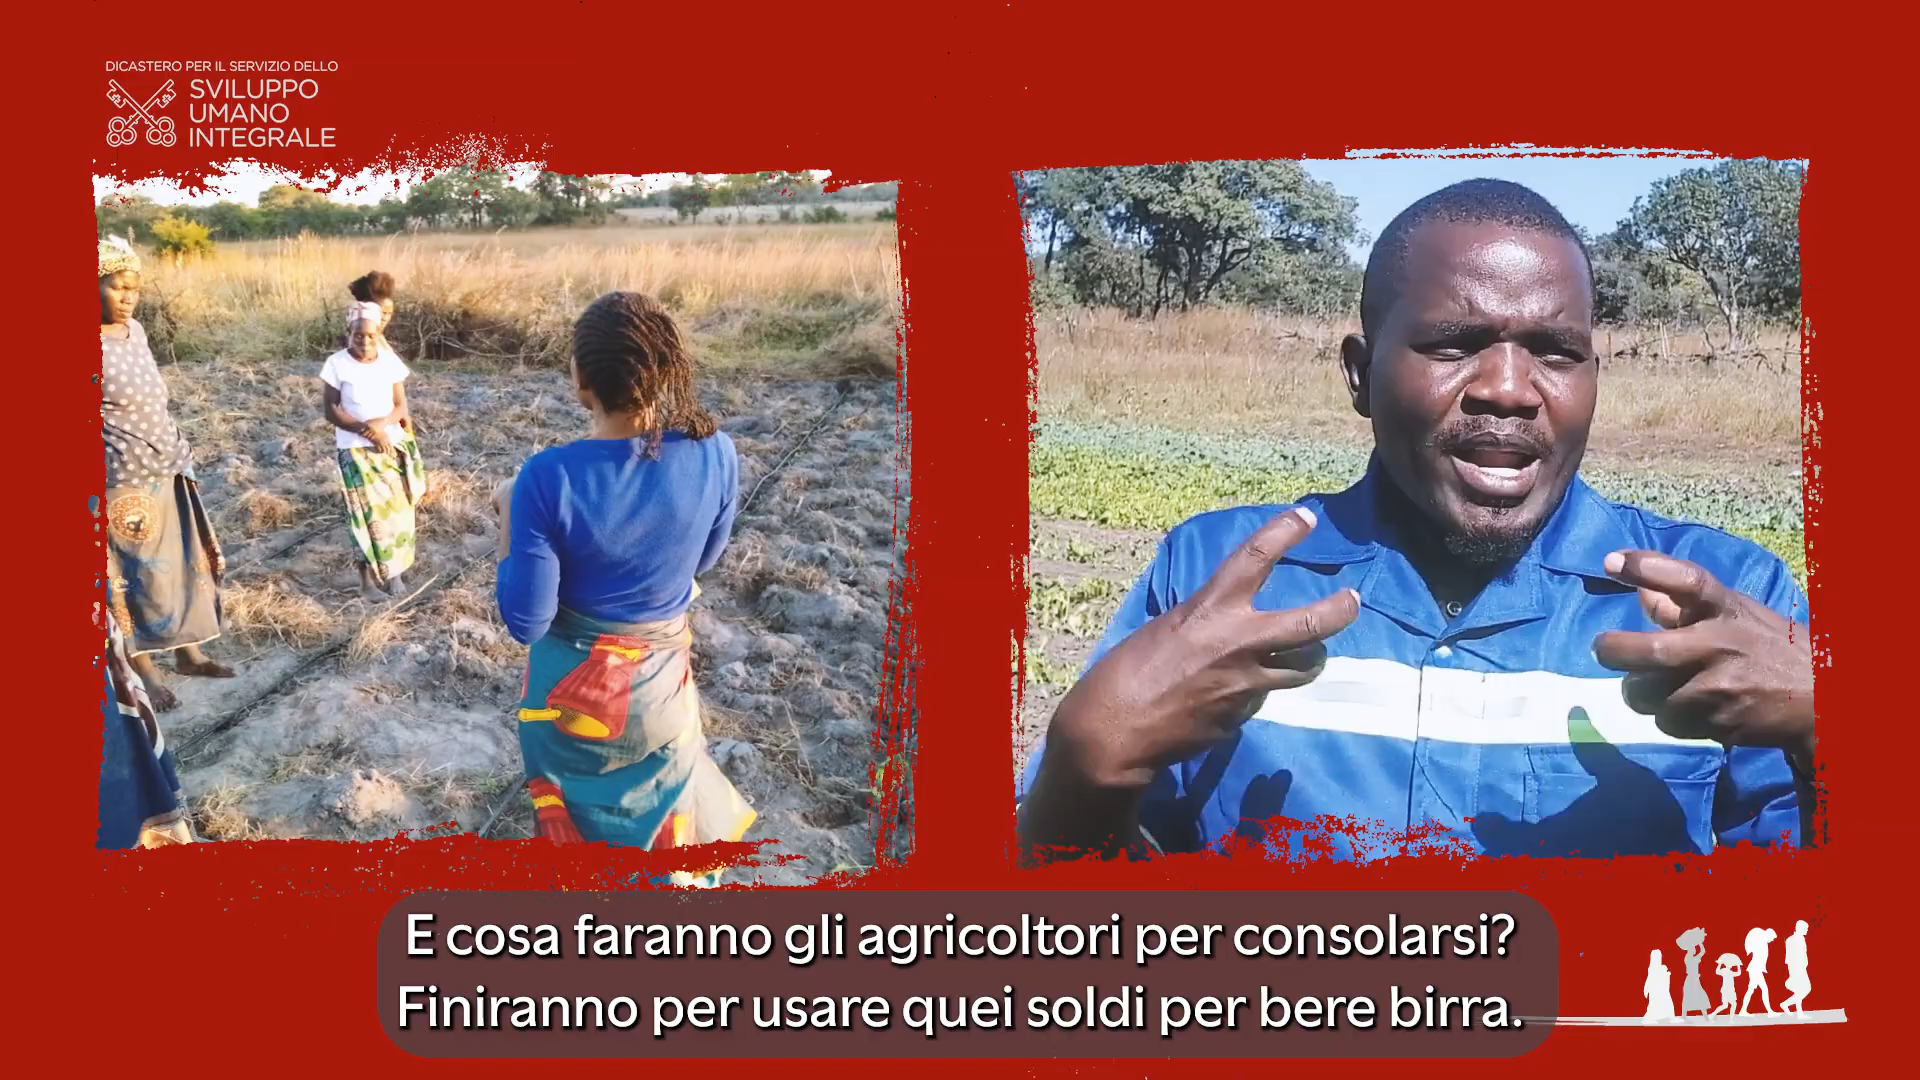 DICASTERO PER IL SERVIZIO DELLO
SVILUPPO
UMANO
INTEGRALE
E cosa faranno gli agricoltori per consolarsi?
Finiranno per usare quei soldi per bere birra.